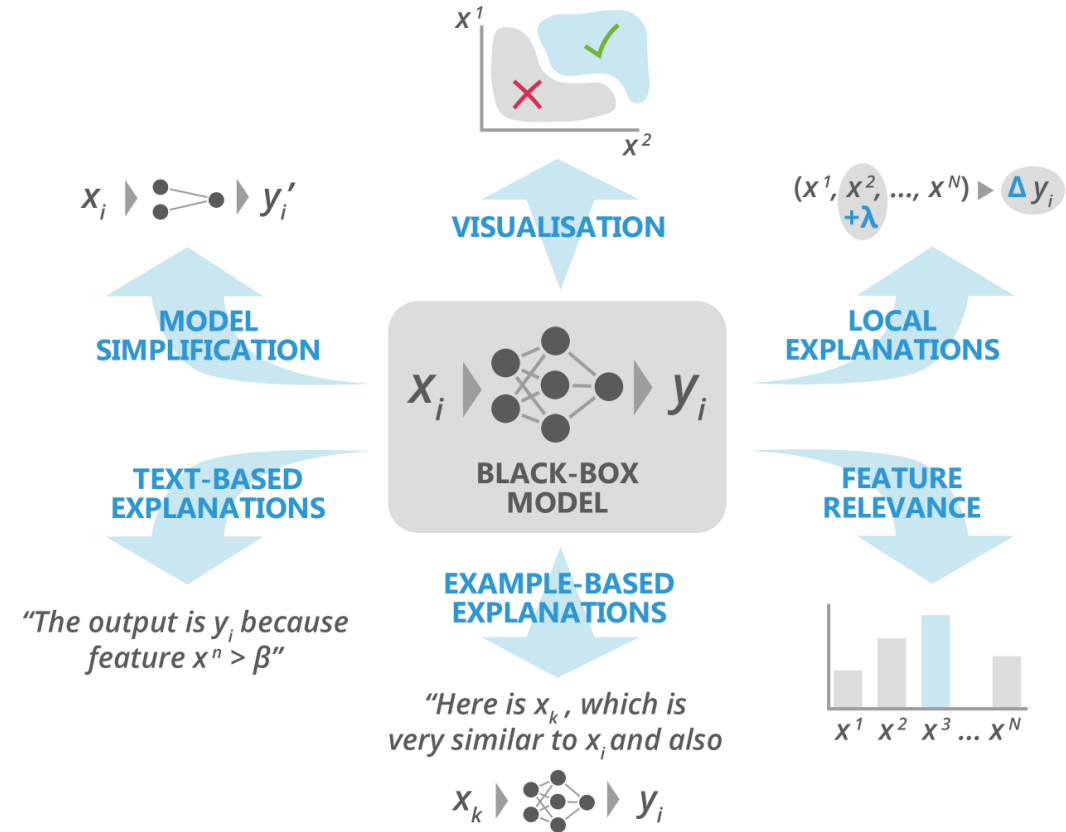 x¹
x²
VISUALISATION
xᵢ yᵢ′
MODEL
SIMPLIFICATION
(x¹, x², ..., xᴺ) Δ yᵢ
+λ
LOCAL
EXPLANATIONS
xᵢ yᵢ
BLACK-BOX
MODEL
TEXT-BASED
EXPLANATIONS
“The output is yᵢ because
feature xⁿ > β”
EXAMPLE-BASED
EXPLANATIONS
“Here is xₖ, which is
very similar to xᵢ and also
xₖ yᵢ
FEATURE
RELEVANCE
x¹ x² x³ ... xᴺ